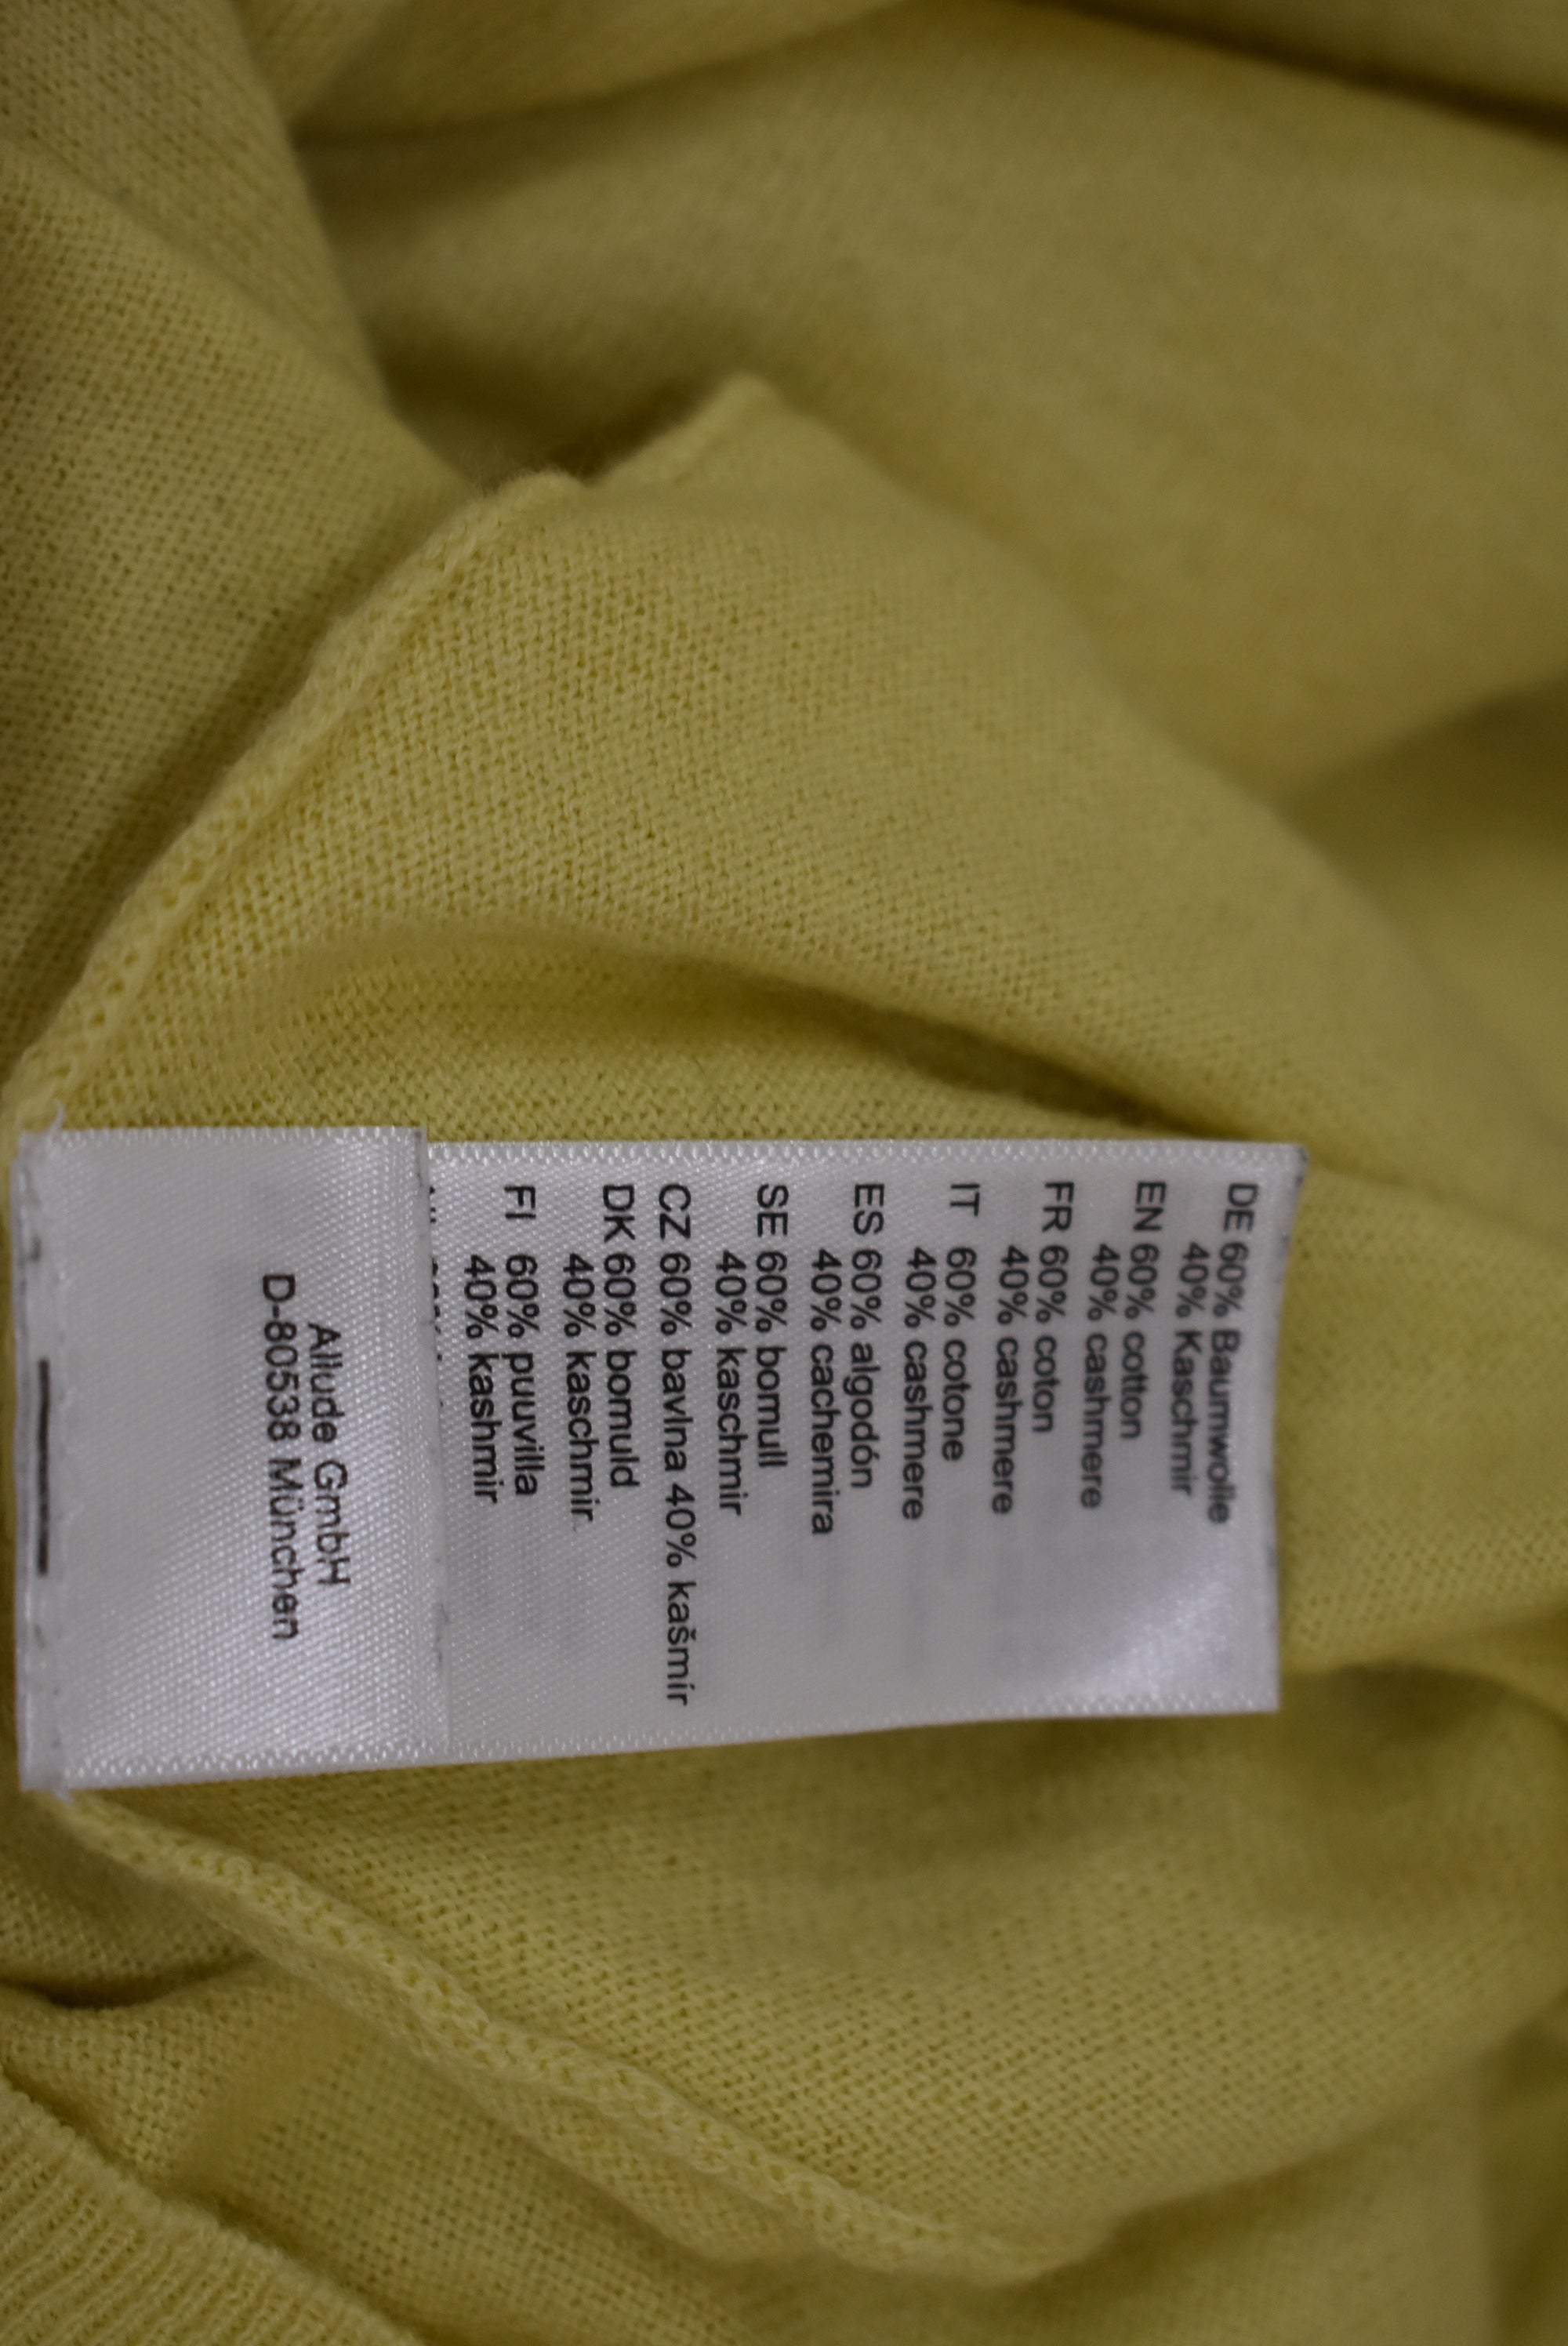 DE 60% Baumwolle
40% Kaschmir
EN 60% cotton
40% cashmere
FR 60% coton
40% cashmere
IT 60% cotone
40% cashmere
ES 60% algodón
40% cachemira
SE 60% bomull
40% kaschmir
CZ 60% bavlna 40% kašmír
DK 60% bomuld
40% kaschmir
FI 60% puuvilla
40% kashmir
Allude GmbH
D-80538 München